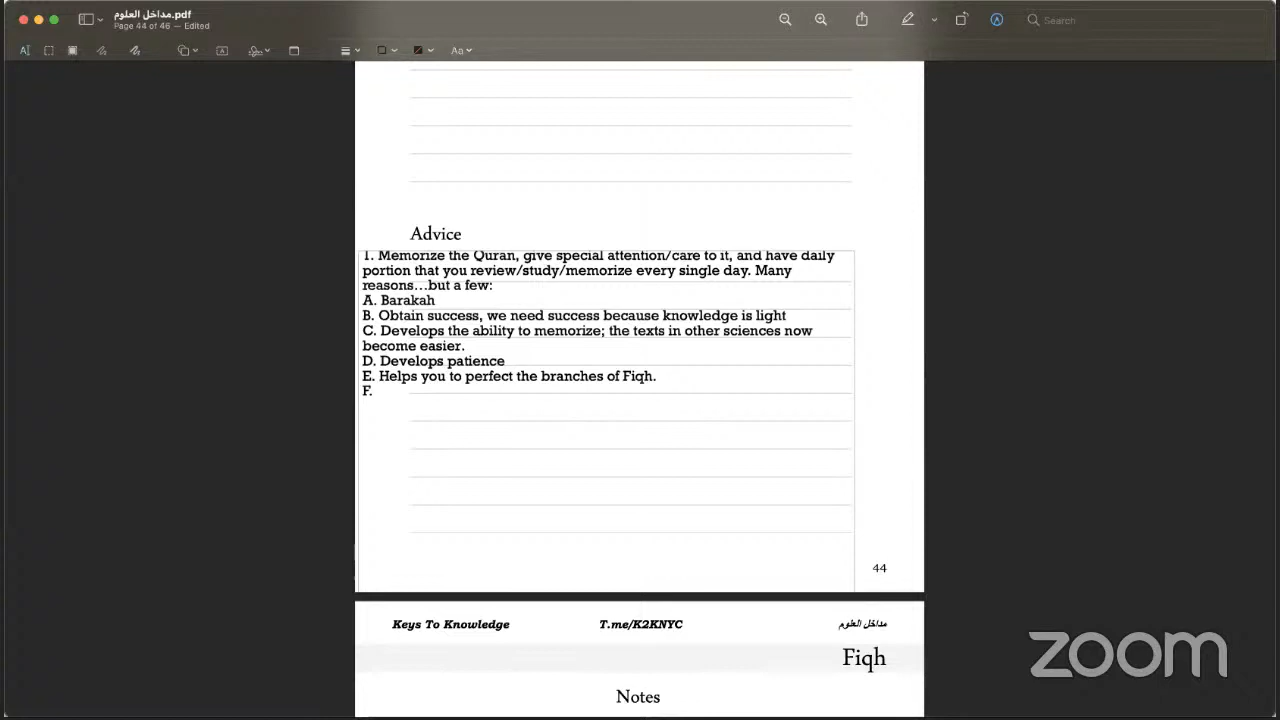 مداخل العلوم.pdf
Page 44 of 46 — Edited
Search
Aa
Advice
1. Memorize the Quran, give special attention/care to it, and have daily
portion that you review/study/memorize every single day. Many
reasons...but a few:
A. Barakah
B. Obtain success, we need success because knowledge is light
C. Develops the ability to memorize; the texts in other sciences now
become easier.
D. Develops patience
E. Helps you to perfect the branches of Fiqh.
F.
44
Keys To Knowledge T.me/K2KNYC مداخل العلوم
Fiqh
Notes
zoom